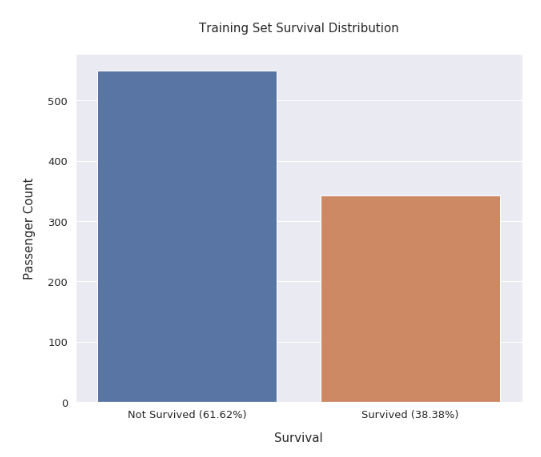 Training Set Survival Distribution
500
400
300
200
100
0
Passenger Count
Not Survived (61.62%)
Survived (38.38%)
Survival